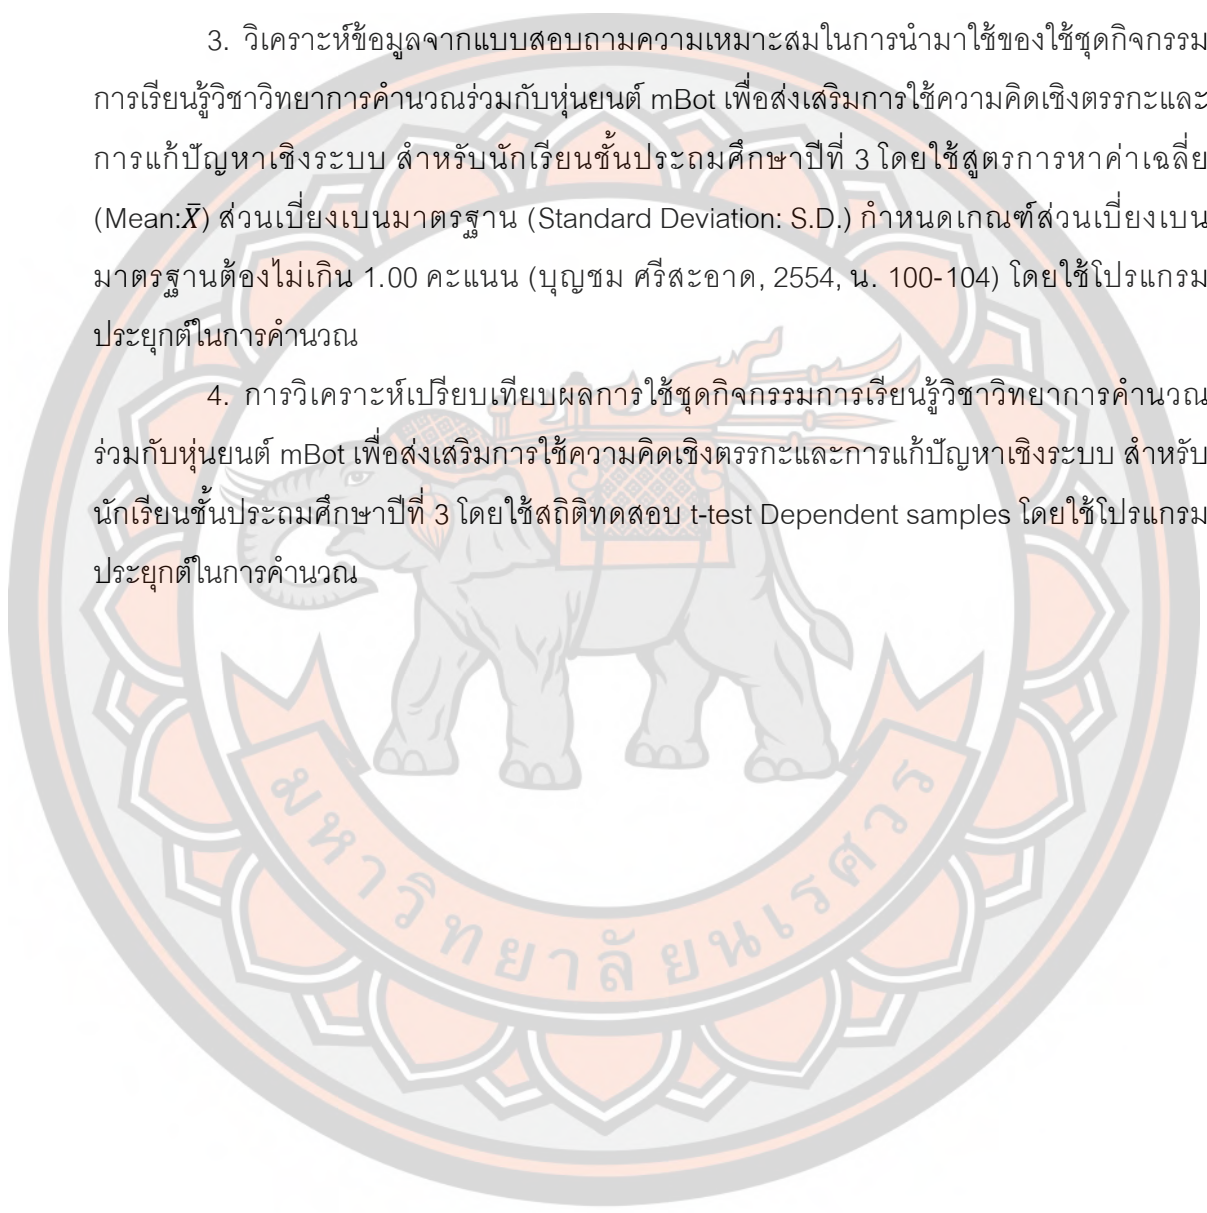 3. วิเคราะห์ข้อมูลจากแบบสอบถามความเหมาะสมในการนำมาใช้ของใช้ชุดกิจกรรม
การเรียนรู้วิชาวิทยาการคำนวณร่วมกับหุ่นยนต์ mBot เพื่อส่งเสริมการใช้ความคิดเชิงตรรกะและ
การแก้ปัญหาเชิงระบบ สำหรับนักเรียนชั้นประถมศึกษาปีที่ 3 โดยใช้สูตรการหาค่าเฉลี่ย
(Mean:X̄) ส่วนเบี่ยงเบนมาตรฐาน (Standard Deviation: S.D.) กำหนดเกณฑ์ส่วนเบี่ยงเบน
มาตรฐานต้องไม่เกิน 1.00 คะแนน (บุญชม ศรีสะอาด, 2554, น. 100-104) โดยใช้โปรแกรม
ประยุกต์ในการคำนวณ
4. การวิเคราะห์เปรียบเทียบผลการใช้ชุดกิจกรรมการเรียนรู้วิชาวิทยาการคำนวณ
ร่วมกับหุ่นยนต์ mBot เพื่อส่งเสริมการใช้ความคิดเชิงตรรกะและการแก้ปัญหาเชิงระบบ สำหรับ
นักเรียนชั้นประถมศึกษาปีที่ 3 โดยใช้สถิติทดสอบ t-test Dependent samples โดยใช้โปรแกรม
ประยุกต์ในการคำนวณ
มหาวิทยาลัยนเรศวร